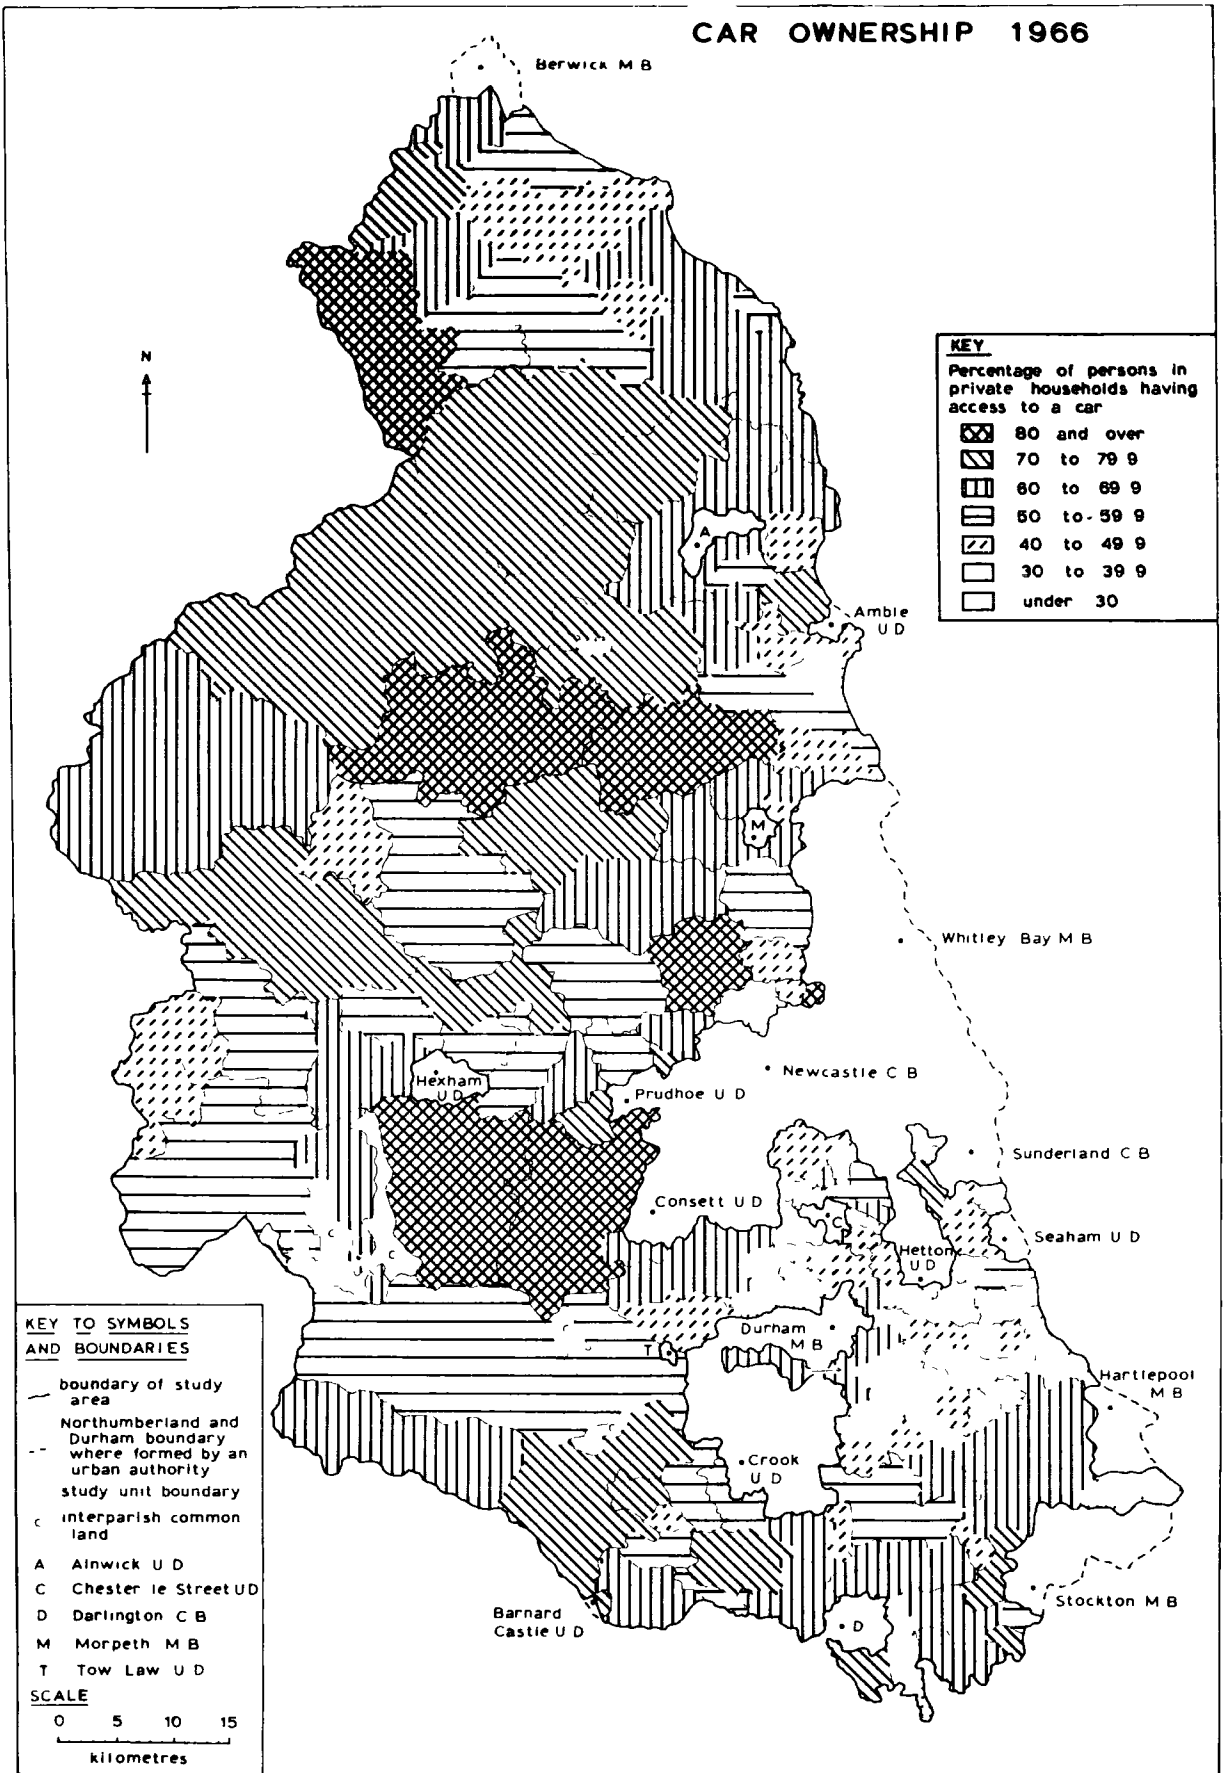 CAR OWNERSHIP 1966
Berwick M B
N
KEY
Percentage of persons in
private households having
access to a car
80 and over
70 to 79 9
60 to 69 9
50 to-59 9
40 to 49 9
30 to 39 9
under 30
A
Amble
U D
M
Whitley Bay M B
Newcastle C B
Hexham
U D
Prudhoe U D
Sunderland C B
Consett U D
C
Seaham U D
Hetton
U D
c
c
c
Durham
M B
T
Hartlepool
M B
Crook
U D
Stockton M B
Barnard
Castle U D
D
KEY TO SYMBOLS
AND BOUNDARIES
boundary of study
area
Northumberland and
Durham boundary
where formed by an
urban authority
study unit boundary
c interparish common
land
A Alnwick U D
C Chester le Street U D
D Darlington C B
M Morpeth M B
T Tow Law U D
SCALE
0 5 10 15
kilometres